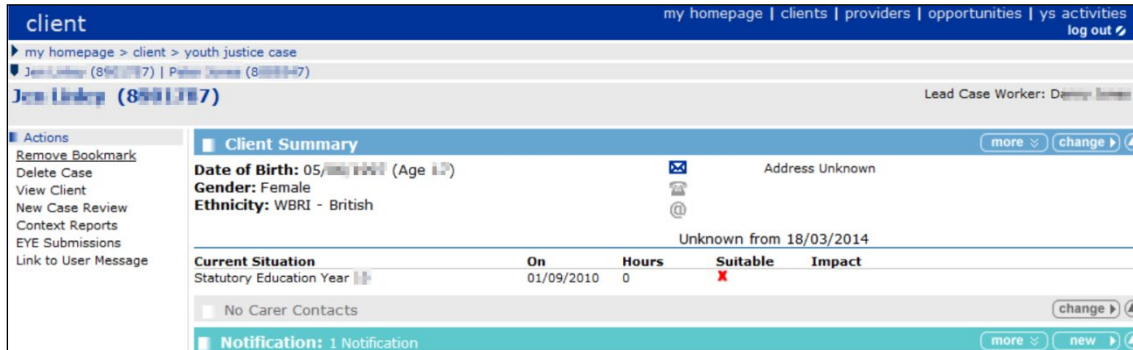 client
my homepage | clients | providers | opportunities | ys activities
log out
my homepage > client > youth justice case
Lead Case Worker:
Actions
Remove Bookmark
Delete Case
View Client
New Case Review
Context Reports
EYE Submissions
Link to User Message
Client Summary
more
change
Date of Birth: 05/ (Age
Gender: Female
Ethnicity: WBRI - British
@
Address Unknown
Unknown from 18/03/2014
Current Situation On Hours Suitable Impact
Statutory Education Year
01/09/2010 0 X
No Carer Contacts
change
Notification: 1 Notification
more
new